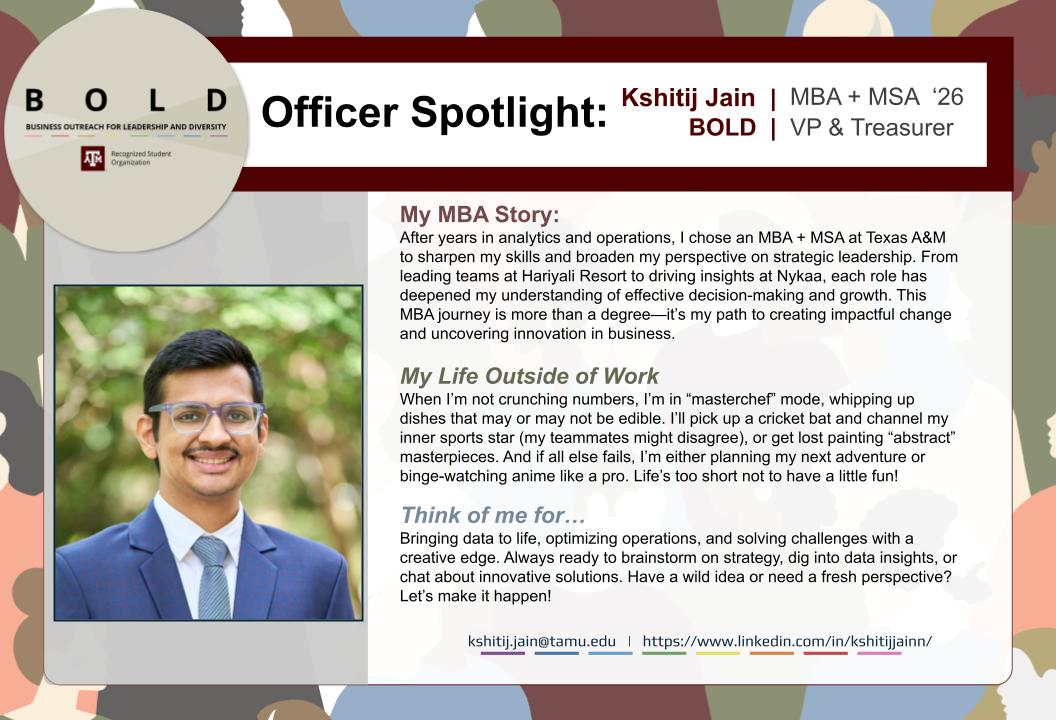 B O L D
BUSINESS OUTREACH FOR LEADERSHIP AND DIVERSITY
ATM
Recognized Student
Organization
Officer Spotlight:
Kshitij Jain | MBA + MSA ‘26
BOLD | VP & Treasurer
My MBA Story:
After years in analytics and operations, I chose an MBA + MSA at Texas A&M
to sharpen my skills and broaden my perspective on strategic leadership. From
leading teams at Hariyali Resort to driving insights at Nykaa, each role has
deepened my understanding of effective decision-making and growth. This
MBA journey is more than a degree—it’s my path to creating impactful change
and uncovering innovation in business.
My Life Outside of Work
When I’m not crunching numbers, I’m in “masterchef” mode, whipping up
dishes that may or may not be edible. I’ll pick up a cricket bat and channel my
inner sports star (my teammates might disagree), or get lost painting “abstract”
masterpieces. And if all else fails, I’m either planning my next adventure or
binge-watching anime like a pro. Life’s too short not to have a little fun!
Think of me for…
Bringing data to life, optimizing operations, and solving challenges with a
creative edge. Always ready to brainstorm on strategy, dig into data insights, or
chat about innovative solutions. Have a wild idea or need a fresh perspective?
Let’s make it happen!
kshitij.jain@tamu.edu | https://www.linkedin.com/in/kshitijjainn/